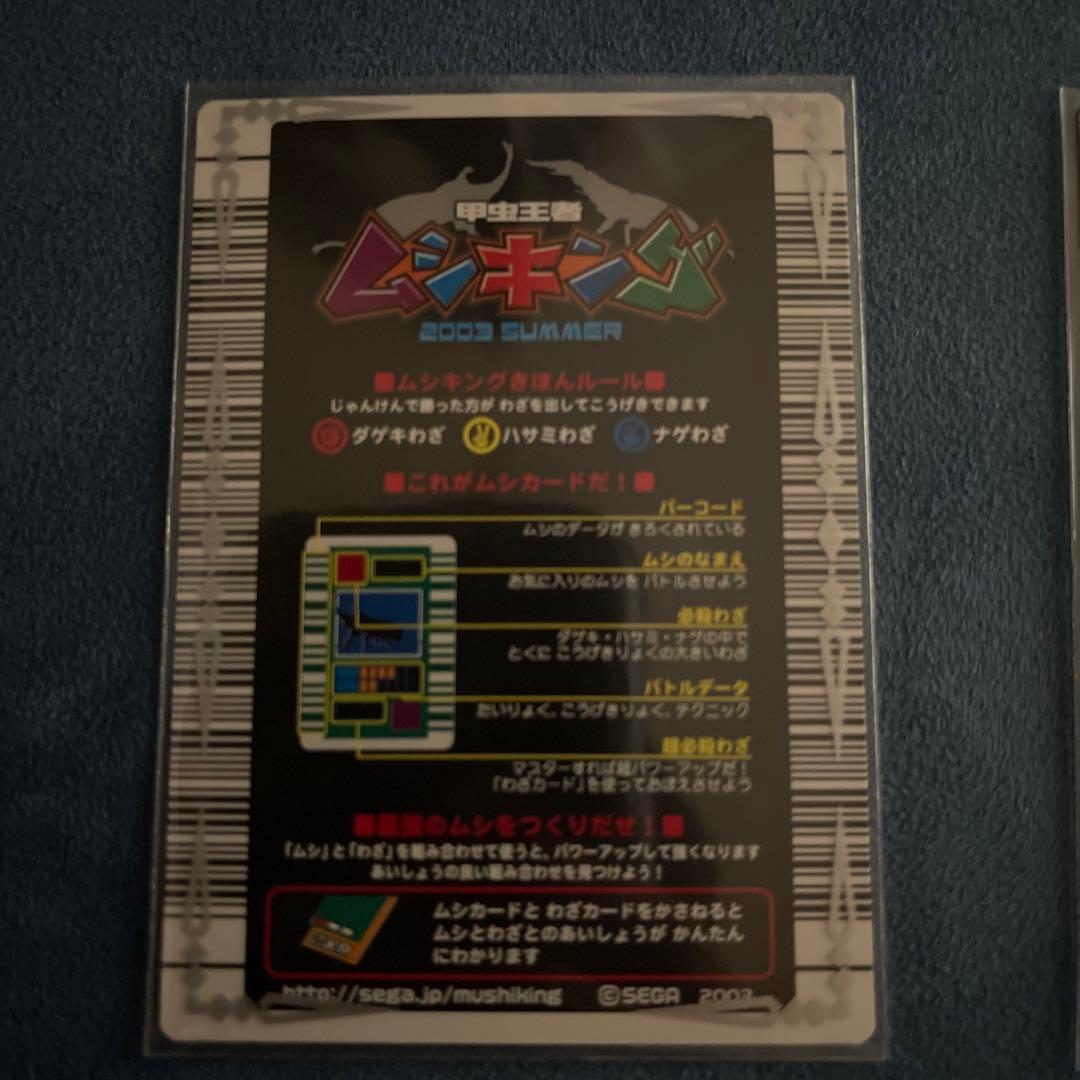 甲虫王者
ムシキング
2003 SUMMER
■ムシキングきほんルール■
じゃんけんで勝った方が わざを出してこうげきできます
ダゲキわざ ハサミわざ ナゲわざ
■これがムシカードだ！■
バーコード
ムシのデータが きろくされている
ムシのなまえ
お気に入りのムシを バトルさせよう
必殺わざ
ダゲキ・ハサミ・ナゲの中で
とくに こうげきりょくの大きいわざ
バトルデータ
たいりょく、こうげきりょく、テクニック
超必殺わざ
マスターすれば超パワーアップだ！
「わざカード」を使っておぼえさせよう
■最強のムシをつくりだせ！■
「ムシ」と「わざ」を組み合わせて使うと、パワーアップして強くなります
あいしょうの良い組み合わせを見つけよう！
ムシカードと わざカードをかさねると
ムシとわざとのあいしょうが かんたん
にわかります
http://sega.jp/mushiking ©SEGA 2003